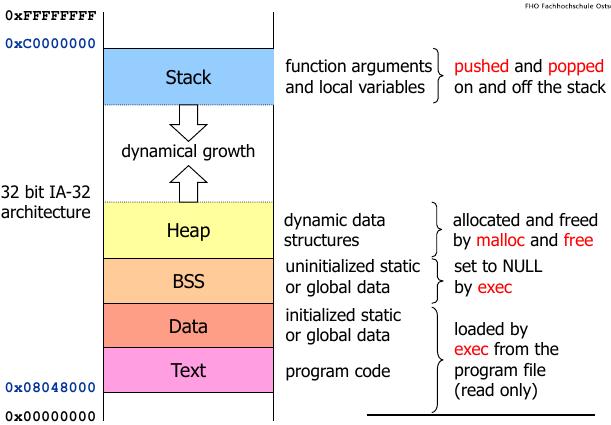 FHO Fachhochschule Ostsc
0xFFFFFFFF
0xC0000000
Stack
function arguments
and local variables
pushed and popped
on and off the stack
dynamical growth
32 bit IA-32
architecture
Heap
dynamic data
structures
allocated and freed
by malloc and free
BSS
uninitialized static
or global data
set to NULL
by exec
Data
initialized static
or global data
Text
program code
loaded by
exec from the
program file
(read only)
0x08048000
0x00000000